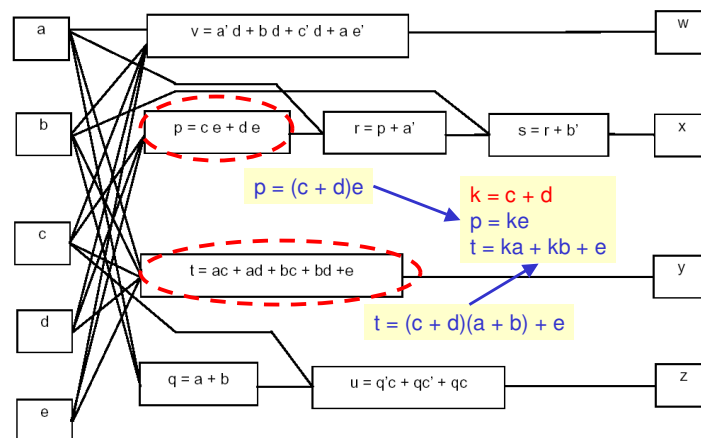 a
v = a' d + b d + c' d + a e'
w
b
p = c e + d e
r = p + a'
s = r + b'
x
p = (c + d)e
k = c + d
p = ke
t = ka + kb + e
c
t = ac + ad + bc + bd +e
y
t = (c + d)(a + b) + e
d
q = a + b
u = q'c + qc' + qc
z
e